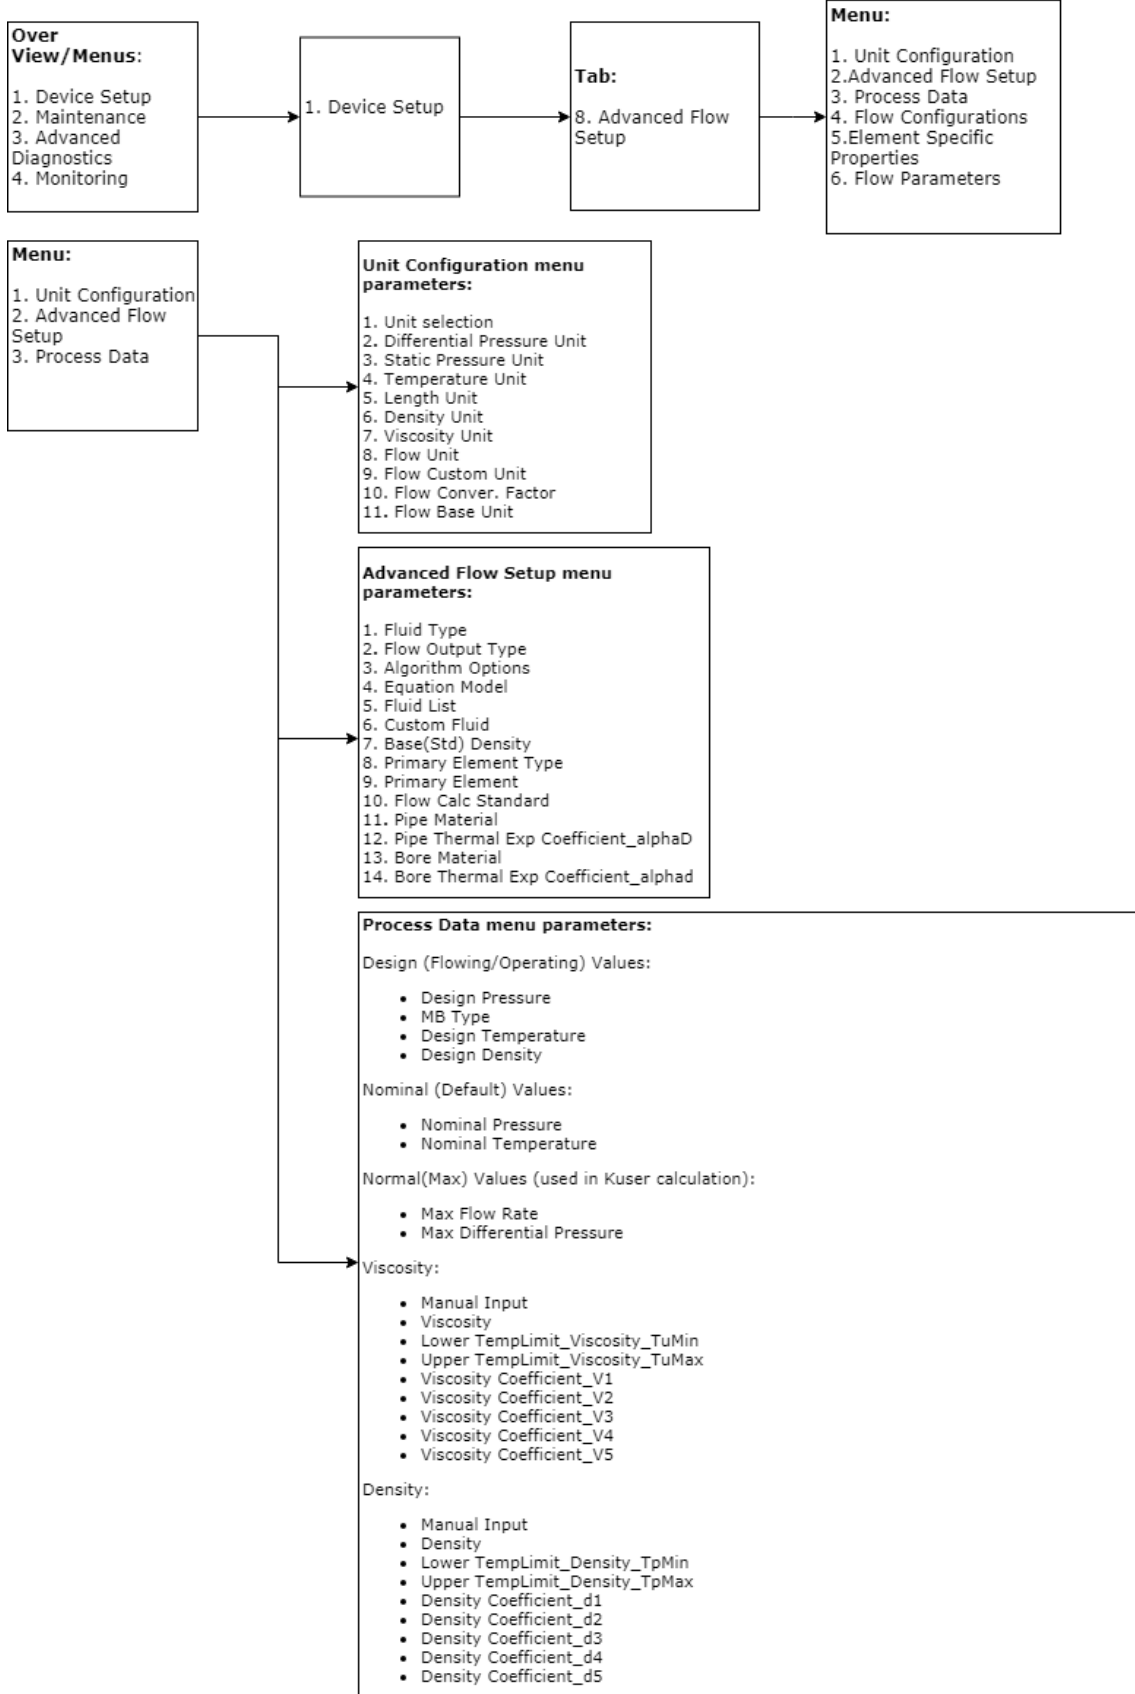 Over
View/Menus:
1. Device Setup
2. Maintenance
3. Advanced
Diagnostics
4. Monitoring
1. Device Setup
Tab:
8. Advanced Flow
Setup
Menu:
1. Unit Configuration
2.Advanced Flow Setup
3. Process Data
4. Flow Configurations
5.Element Specific
Properties
6. Flow Parameters
Menu:
1. Unit Configuration
2. Advanced Flow
Setup
3. Process Data
Unit Configuration menu
parameters:
1. Unit selection
2. Differential Pressure Unit
3. Static Pressure Unit
4. Temperature Unit
5. Length Unit
6. Density Unit
7. Viscosity Unit
8. Flow Unit
9. Flow Custom Unit
10. Flow Conver. Factor
11. Flow Base Unit
Advanced Flow Setup menu
parameters:
1. Fluid Type
2. Flow Output Type
3. Algorithm Options
4. Equation Model
5. Fluid List
6. Custom Fluid
7. Base(Std) Density
8. Primary Element Type
9. Primary Element
10. Flow Calc Standard
11. Pipe Material
12. Pipe Thermal Exp Coefficient_alphaD
13. Bore Material
14. Bore Thermal Exp Coefficient_alphad
Process Data menu parameters:
Design (Flowing/Operating) Values:
• Design Pressure
• MB Type
• Design Temperature
• Design Density
Nominal (Default) Values:
• Nominal Pressure
• Nominal Temperature
Normal(Max) Values (used in Kuser calculation):
• Max Flow Rate
• Max Differential Pressure
Viscosity:
• Manual Input
• Viscosity
• Lower TempLimit_Viscosity_TuMin
• Upper TempLimit_Viscosity_TuMax
• Viscosity Coefficient_V1
• Viscosity Coefficient_V2
• Viscosity Coefficient_V3
• Viscosity Coefficient_V4
• Viscosity Coefficient_V5
Density:
• Manual Input
• Density
• Lower TempLimit_Density_TpMin
• Upper TempLimit_Density_TpMax
• Density Coefficient_d1
• Density Coefficient_d2
• Density Coefficient_d3
• Density Coefficient_d4
• Density Coefficient_d5